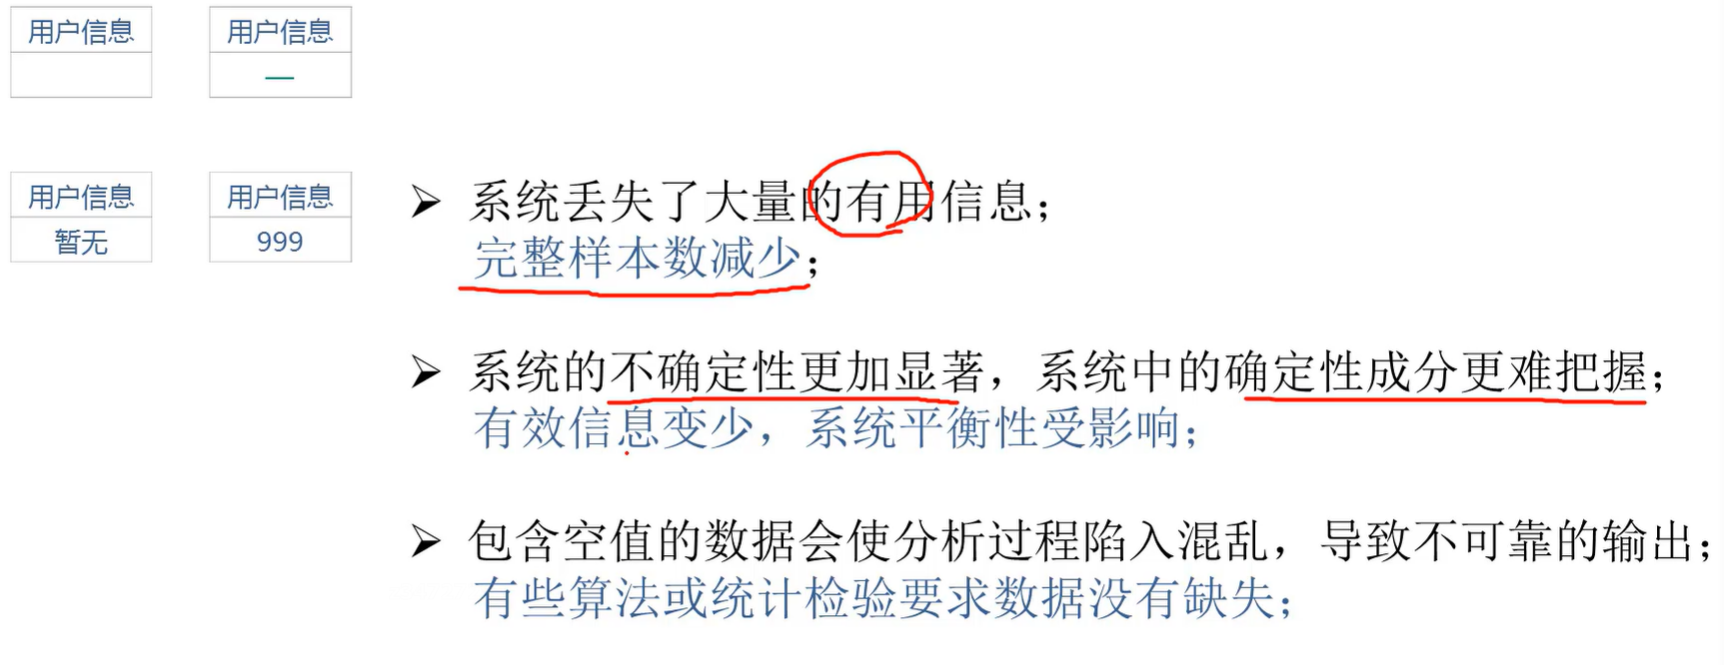 用户信息 用户信息
—
用户信息 用户信息
暂无 999
➢ 系统丢失了大量的有用信息；
完整样本数减少；
➢ 系统的不确定性更加显著，系统中的确定性成分更难把握；
有效信息变少，系统平衡性受影响；
➢ 包含空值的数据会使分析过程陷入混乱，导致不可靠的输出；
有些算法或统计检验要求数据没有缺失；